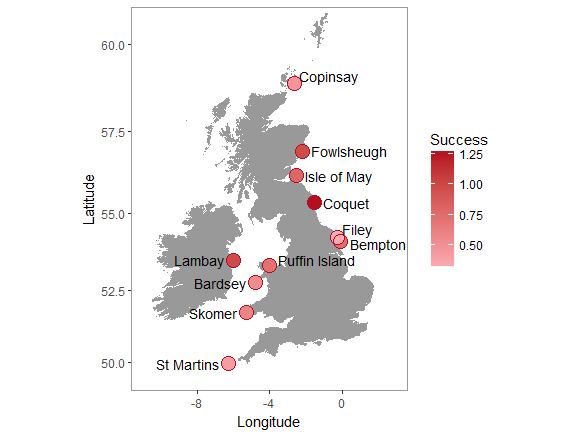 60.0
57.5
55.0
52.5
50.0
Latitude
Copinsay
Fowlsheugh
Isle of May
Coquet
Filey
Bempton
Lambay
Puffin Island
Bardsey
Skomer
St Martins
-8
-4
0
Longitude
Success
1.25
1.00
0.75
0.50